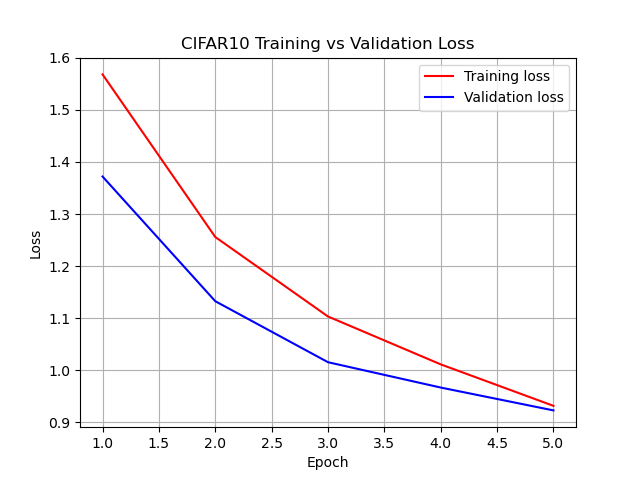 CIFAR10 Training vs Validation Loss
1.6
1.5
1.4
1.3
1.2
1.1
1.0
0.9
Loss
Training loss
Validation loss
1.0 1.5 2.0 2.5 3.0 3.5 4.0 4.5 5.0
Epoch